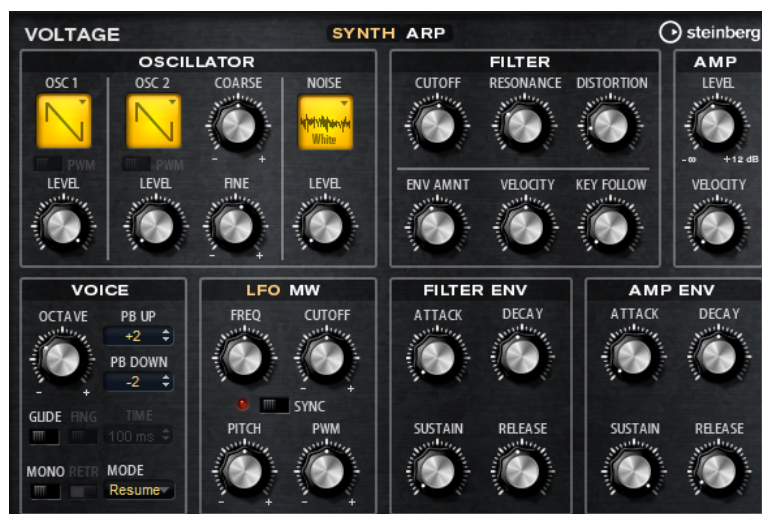 VOLTAGE
SYNTH ARP
steinberg
OSCILLATOR
FILTER
AMP
OSC 1
OSC 2
COARSE
NOISE
CUTOFF
RESONANCE
DISTORTION
LEVEL
White
PWM
PWM
- +
-∞ +12 dB
LEVEL
LEVEL
FINE
LEVEL
ENV AMNT
VELOCITY
KEY FOLLOW
VELOCITY
- +
VOICE
LFO MW
FILTER ENV
AMP ENV
OCTAVE
PB UP
FREQ
CUTOFF
ATTACK
DECAY
ATTACK
DECAY
+2
PB DOWN
-2
- +
- +
SYNC
GLIDE
FING
TIME
100 ms
PITCH
PWM
SUSTAIN
RELEASE
SUSTAIN
RELEASE
MONO
RETR
MODE
Resume
- +
- +